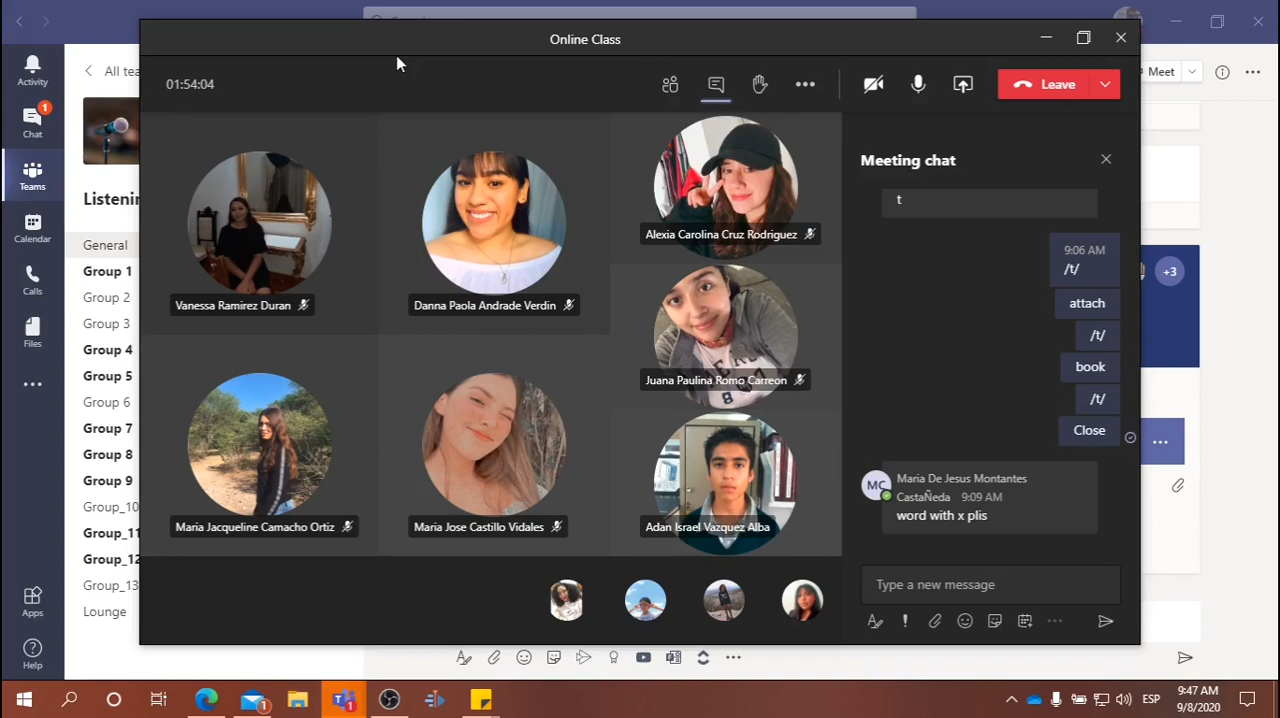 Online Class
Meet
Activity
All tea
01:54:04
Leave
Chat
Teams
Calendar
Calls
Files
Apps
Help
Listenin
General
Group 1
Group 2
Group 3
Group 4
Group 5
Group 6
Group 7
Group 8
Group 9
Group_10
Group_11
Group_12
Group_13
Lounge
Vanessa Ramirez Duran
Danna Paola Andrade Verdin
Alexia Carolina Cruz Rodriguez
Juana Paulina Romo Carreon
Maria Jacqueline Camacho Ortiz
Maria Jose Castillo Vidales
Adan Israel Vazquez Alba
Meeting chat
t
9:06 AM
/t/
attach
/t/
book
/t/
Close
MC
Maria De Jesus Montantes
CastaÑeda 9:09 AM
word with x plis
Type a new message
+3
1
1
1
ESP
9:47 AM
9/8/2020